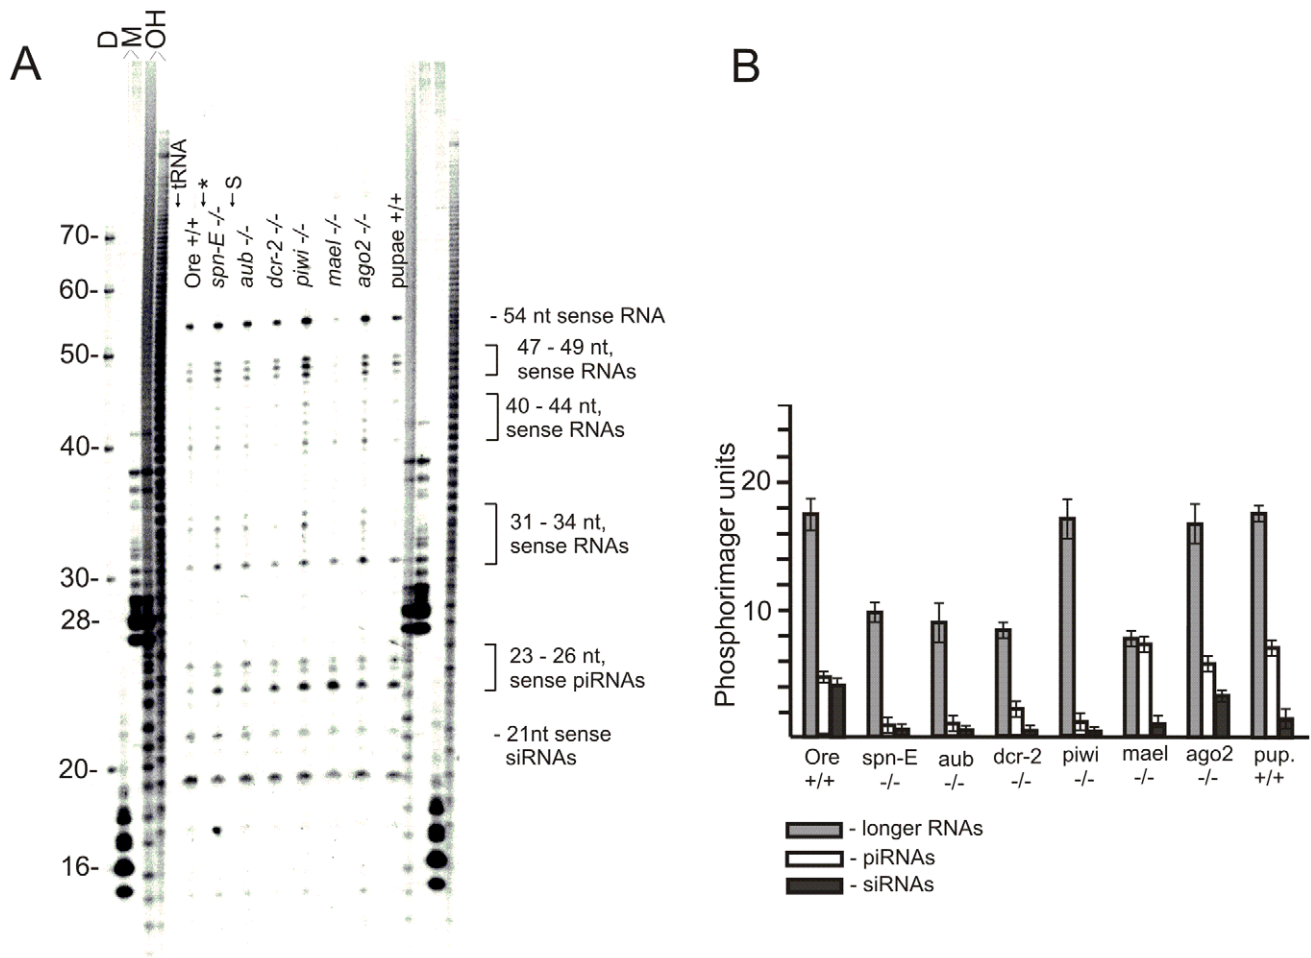 A
D
M
OH
←tRNA
←*
←S
Ore +/+
spn-E -/-
aub -/-
dcr-2 -/-
piwi -/-
mael -/-
ago2 -/-
pupae +/+
70-
60-
50-
40-
30-
28-
20-
16-
- 54 nt sense RNA
47 - 49 nt,
sense RNAs
40 - 44 nt,
sense RNAs
31 - 34 nt,
sense RNAs
23 - 26 nt,
sense piRNAs
- 21nt sense
siRNAs
B
Phosphorimager units
20
10
Ore spn-E aub dcr-2 piwi mael ago2 pup.
+/+ -/- -/- -/- -/- -/- -/- +/+
- longer RNAs
- piRNAs
- siRNAs